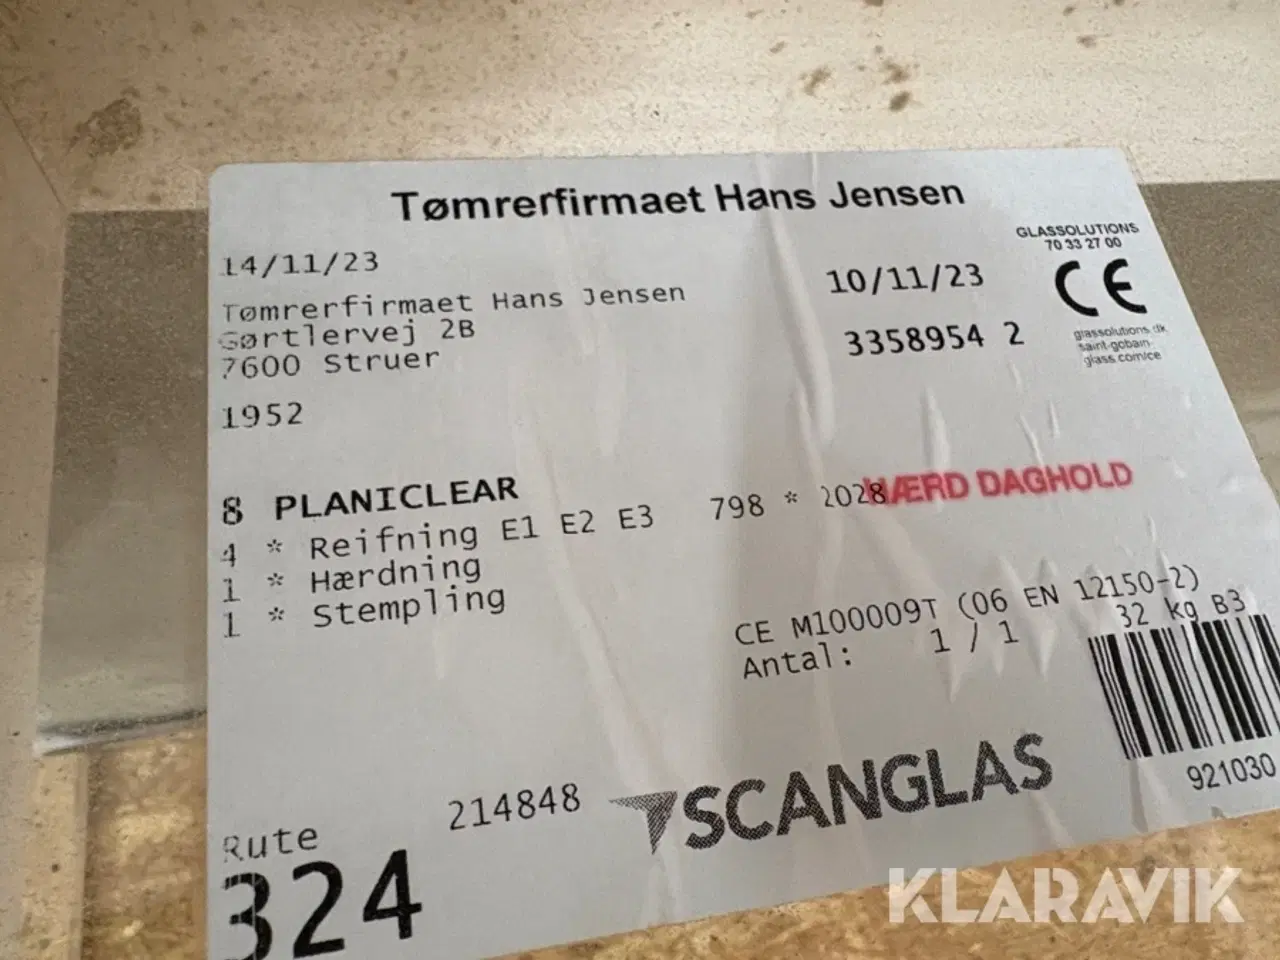 Tømrerfirmaet Hans Jensen
GLASSOLUTIONS
70 33 27 00
CE
14/11/23
10/11/23
Tømrerfirmaet Hans Jensen
Gørtlervej 2B
7600 Struer
3358954 2
glassolutions.dk
saint-gobain-
glass.com/ce
1952
8 PLANICLEAR
4 * Reifning E1 E2 E3 798 * 2028
HÆRD DAGHOLD
1 * Hærdning
1 * Stempling
CE M100009T (06 EN 12150-2)
Antal: 1 / 1
32 kg B3
921030
214848
SCANGLAS
Rute
324
KLARAVIK